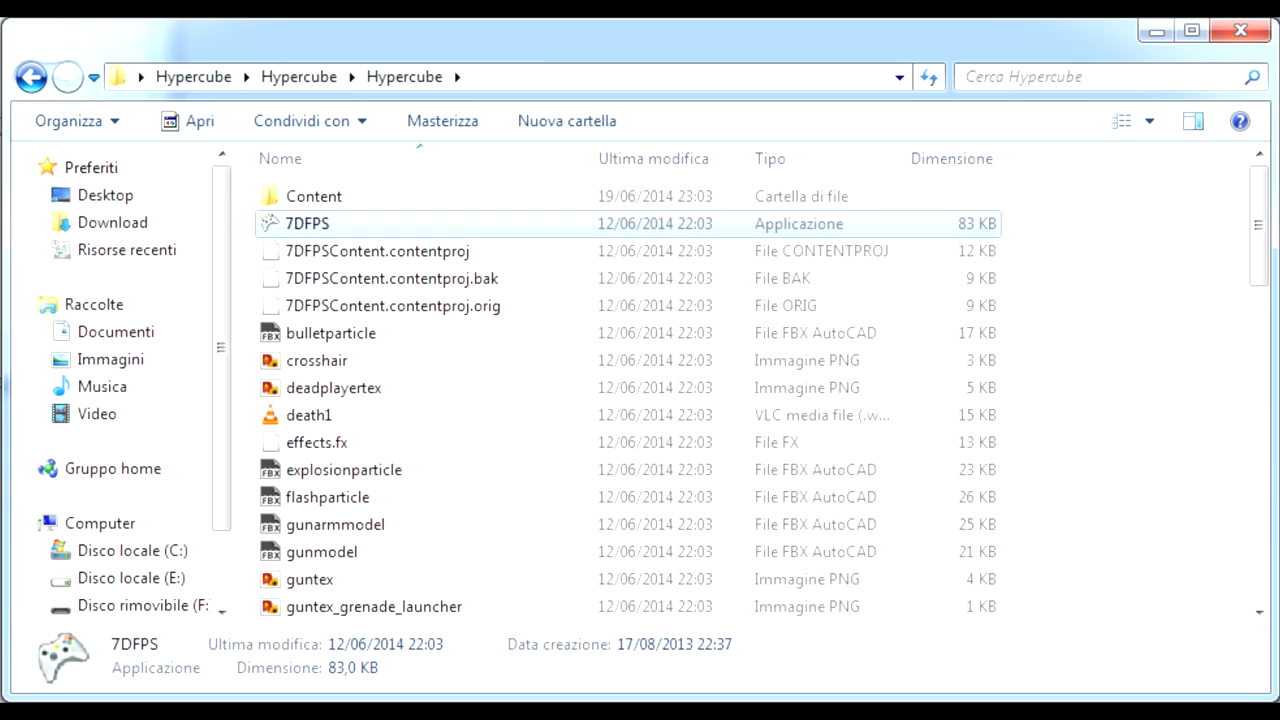 Hypercube Hypercube Hypercube
Cerca Hypercube
Organizza Apri Condividi con Masterizza Nuova cartella
Preferiti
Desktop
Download
Risorse recenti
Raccolte
Documenti
Immagini
Musica
Video
Gruppo home
Computer
Disco locale (C:)
Disco locale (E:)
Disco rimovibile (F:
Nome Ultima modifica Tipo Dimensione
Content 19/06/2014 23:03 Cartella di file
7DFPS 12/06/2014 22:03 Applicazione 83 KB
7DFPSContent.contentproj 12/06/2014 22:03 File CONTENTPROJ 12 KB
7DFPSContent.contentproj.bak 12/06/2014 22:03 File BAK 9 KB
7DFPSContent.contentproj.orig 12/06/2014 22:03 File ORIG 9 KB
bulletparticle 12/06/2014 22:03 File FBX AutoCAD 17 KB
crosshair 12/06/2014 22:03 Immagine PNG 3 KB
deadplayertex 12/06/2014 22:03 Immagine PNG 5 KB
death1 12/06/2014 22:03 VLC media file (.w... 15 KB
effects.fx 12/06/2014 22:03 File FX 13 KB
explosionparticle 12/06/2014 22:03 File FBX AutoCAD 23 KB
flashparticle 12/06/2014 22:03 File FBX AutoCAD 26 KB
gunarmmodel 12/06/2014 22:03 File FBX AutoCAD 25 KB
gunmodel 12/06/2014 22:03 File FBX AutoCAD 21 KB
guntex 12/06/2014 22:03 Immagine PNG 4 KB
guntex_grenade_launcher 12/06/2014 22:03 Immagine PNG 1 KB
7DFPS Ultima modifica: 12/06/2014 22:03 Data creazione: 17/08/2013 22:37
Applicazione Dimensione: 83,0 KB